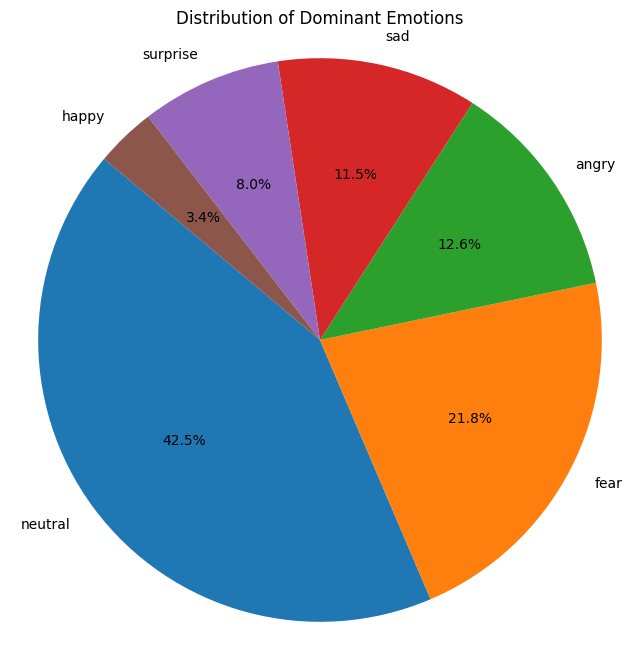 Distribution of Dominant Emotions
sad
surprise
happy
angry
11.5%
8.0%
3.4%
12.6%
21.8%
42.5%
fear
neutral